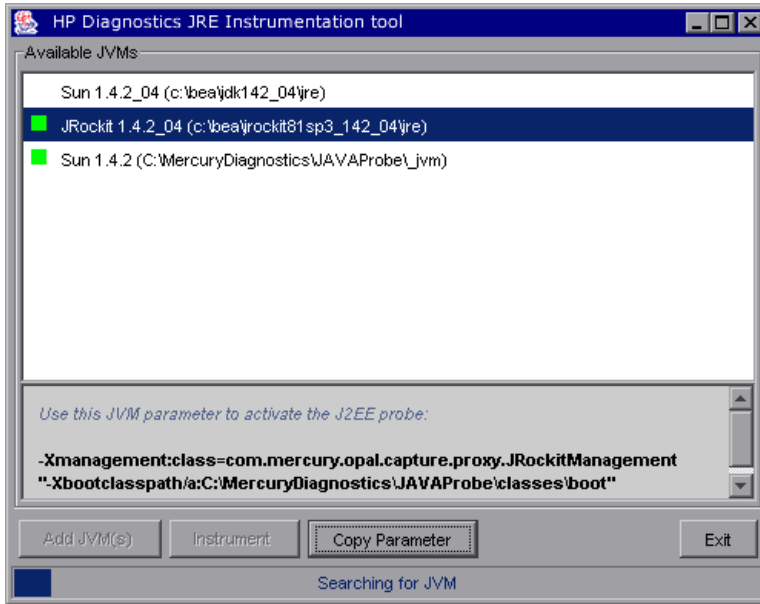 HP Diagnostics JRE Instrumentation tool
Available JVMs
Sun 1.4.2_04 (c:\bea\jdk142_04\jre)
JRockit 1.4.2_04 (c:\bea\jrockit81sp3_142_04\jre)
Sun 1.4.2 (C:\MercuryDiagnostics\JAVAProbe\_jvm)
Use this JVM parameter to activate the J2EE probe:
-Xmanagement:class=com.mercury.opal.capture.proxy.JRockitManagement
"-Xbootclasspath/a:C:\MercuryDiagnostics\JAVAProbe\classes\boot"
Add JVM(s) Instrument Copy Parameter Exit
Searching for JVM